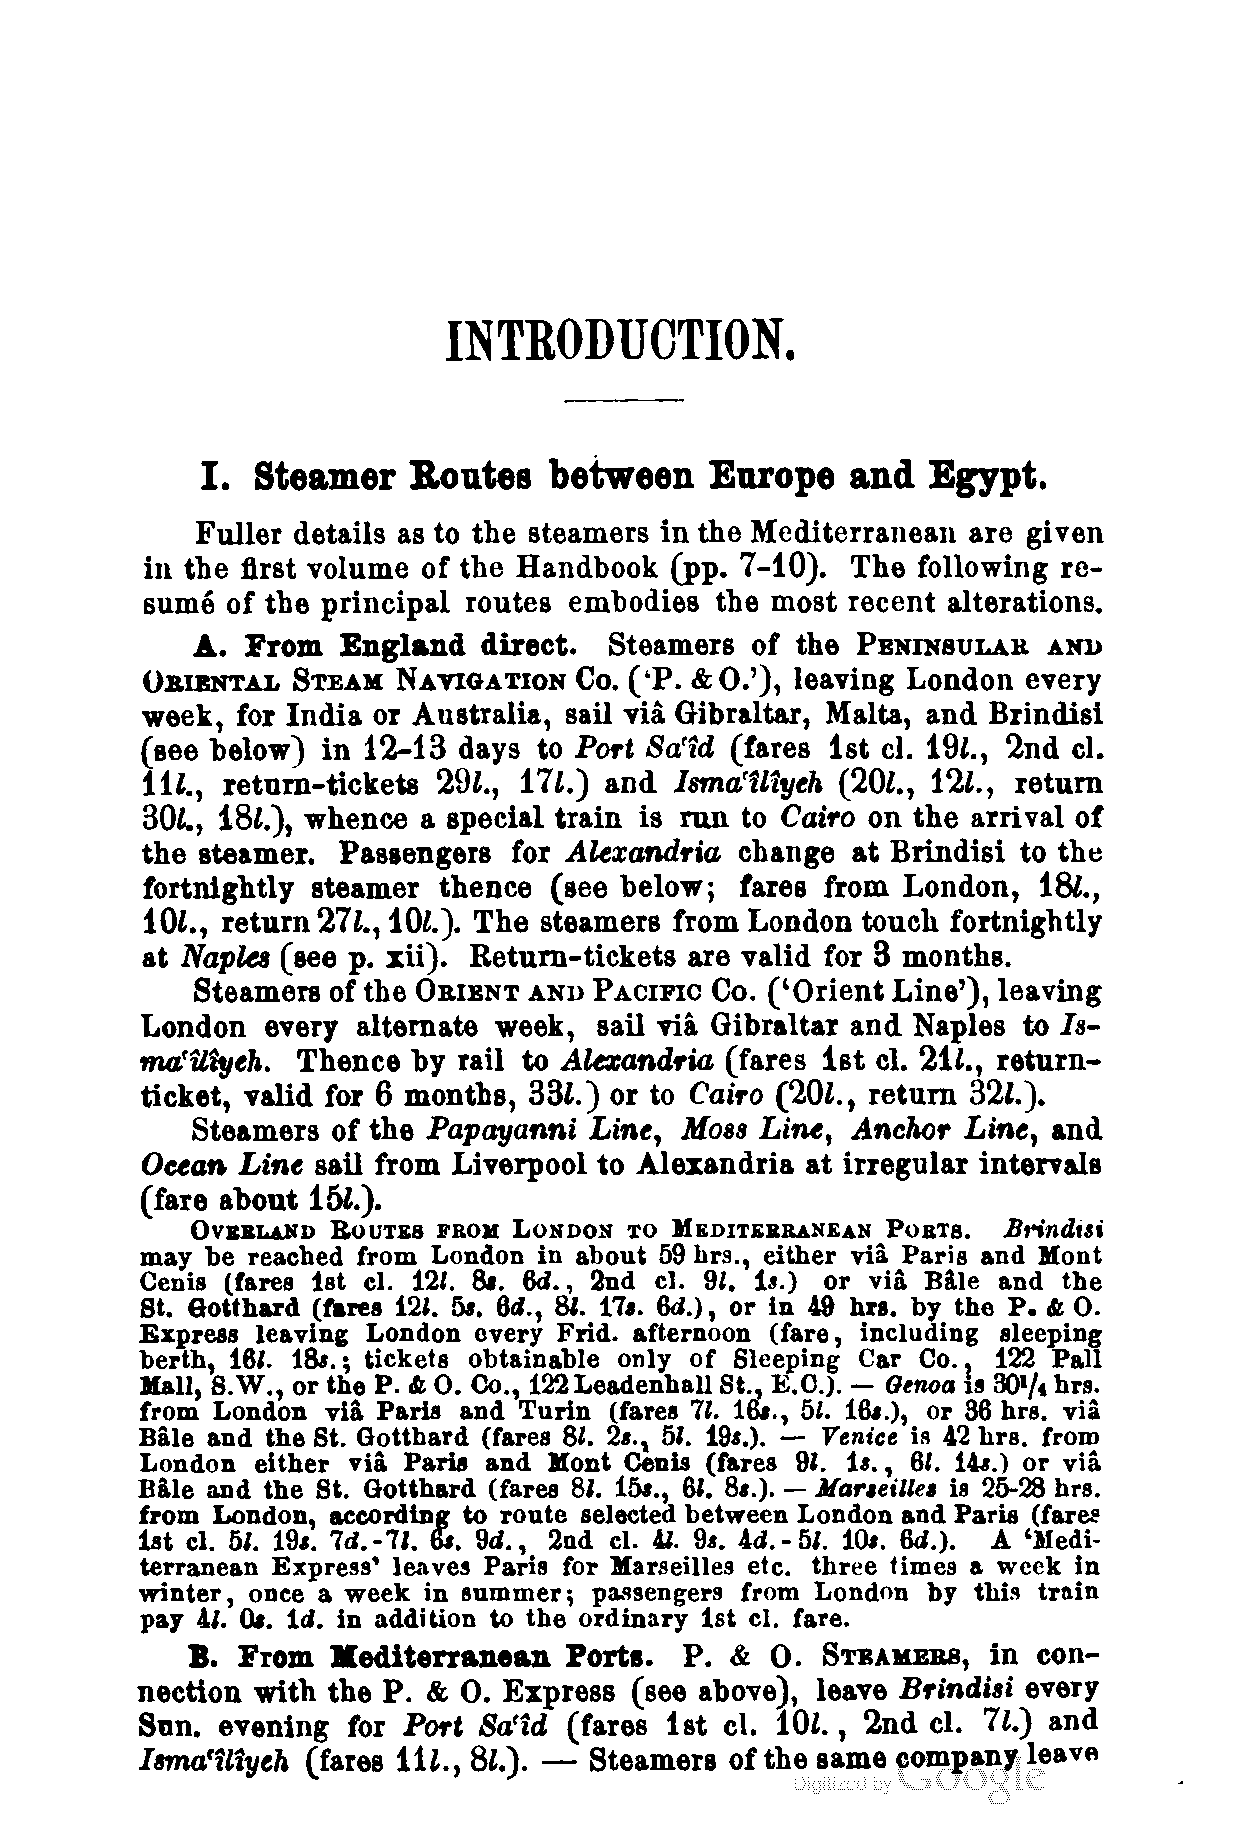 INTRODUCTION.
I. Steamer Routes between Europe and Egypt.
Fuller details as to the steamers in the Mediterranean are given
in the first volume of the Handbook (pp. 7-10). The following re-
sumé of the principal routes embodies the most recent alterations.
A. From England direct. Steamers of the PENINSULAR AND
ORIENTAL STEAM NAVIGATION Co. ('P. & O.'), leaving London every
week, for India or Australia, sail viâ Gibraltar, Malta, and Brindisi
(see below) in 12-13 days to Port Sa'îd (fares 1st cl. 19l., 2nd cl.
11l., return-tickets 29l., 17l.) and Isma'îlîyeh (20l., 12l., return
30l., 18l.), whence a special train is run to Cairo on the arrival of
the steamer. Passengers for Alexandria change at Brindisi to the
fortnightly steamer thence (see below; fares from London, 18l.,
10l., return 27l., 10l.). The steamers from London touch fortnightly
at Naples (see p. xii). Return-tickets are valid for 3 months.
Steamers of the ORIENT AND PACIFIC Co. ('Orient Line'), leaving
London every alternate week, sail viâ Gibraltar and Naples to Is-
ma'îlîyeh. Thence by rail to Alexandria (fares 1st cl. 21l., return-
ticket, valid for 6 months, 33l.) or to Cairo (20l., return 32l.).
Steamers of the Papayanni Line, Moss Line, Anchor Line, and
Ocean Line sail from Liverpool to Alexandria at irregular intervals
(fare about 15l.).
OVERLAND ROUTES FROM LONDON TO MEDITERRANEAN PORTS. Brindisi
may be reached from London in about 59 hrs., either viâ Paris and Mont
Cenis (fares 1st cl. 12l. 8s. 6d., 2nd cl. 9l. 1s.) or viâ Bâle and the
St. Gotthard (fares 12l. 5s. 6d., 8l. 17s. 6d.), or in 49 hrs. by the P. & O.
Express leaving London every Frid. afternoon (fare, including sleeping
berth, 16l. 18s.; tickets obtainable only of Sleeping Car Co., 122 Pall
Mall, S.W., or the P. & O. Co., 122 Leadenhall St., E.C.). — Genoa is 30¹/₄ hrs.
from London viâ Paris and Turin (fares 7l. 16s., 5l. 16s.), or 36 hrs. viâ
Bâle and the St. Gotthard (fares 8l. 2s., 5l. 19s.). — Venice is 42 hrs. from
London either viâ Paris and Mont Cenis (fares 9l. 1s., 6l. 14s.) or viâ
Bâle and the St. Gotthard (fares 8l. 15s., 6l. 8s.). — Marseilles is 25-28 hrs.
from London, according to route selected between London and Paris (fares
1st cl. 5l. 19s. 7d.-7l. 6s. 9d., 2nd cl. 4l. 9s. 4d.-5l. 10s. 6d.). A 'Medi-
terranean Express' leaves Paris for Marseilles etc. three times a week in
winter, once a week in summer; passengers from London by this train
pay 4l. 0s. 1d. in addition to the ordinary 1st cl. fare.
B. From Mediterranean Ports. P. & O. STEAMERS, in con-
nection with the P. & O. Express (see above), leave Brindisi every
Sun. evening for Port Sa'îd (fares 1st cl. 10l., 2nd cl. 7l.) and
Isma'îlîyeh (fares 11l., 8l.). — Steamers of the same company leave
Digitized by Google